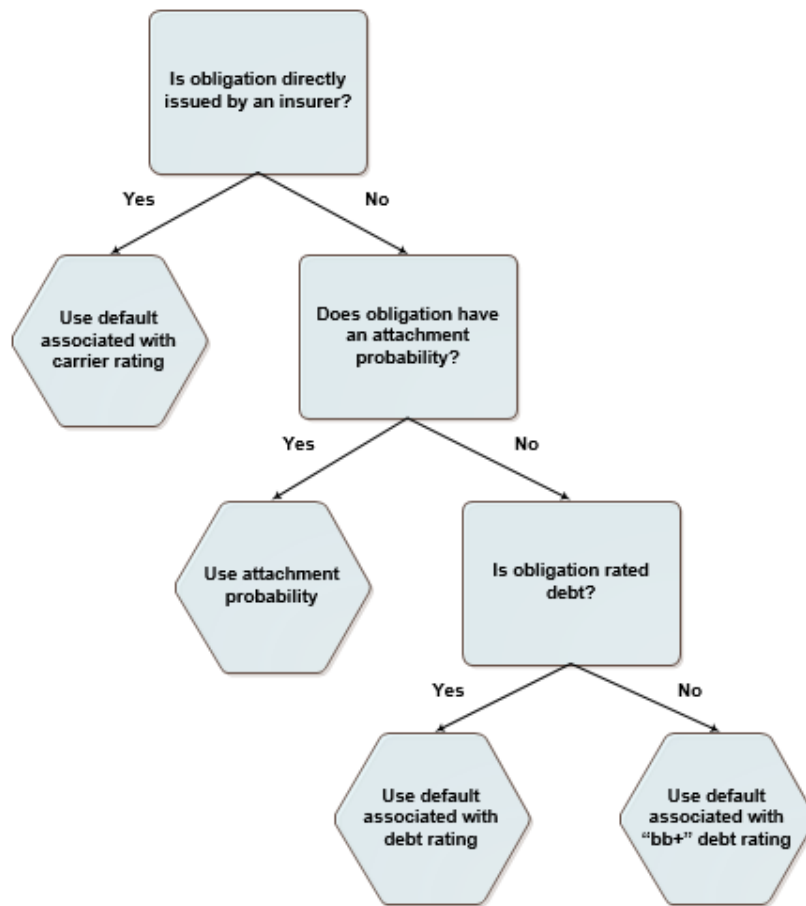 Is obligation directly
issued by an insurer?
Yes
No
Use default
associated with
carrier rating
Does obligation have
an attachment
probability?
Yes
No
Use attachment
probability
Is obligation rated
debt?
Yes
No
Use default
associated with
debt rating
Use default
associated with
“bb+” debt rating